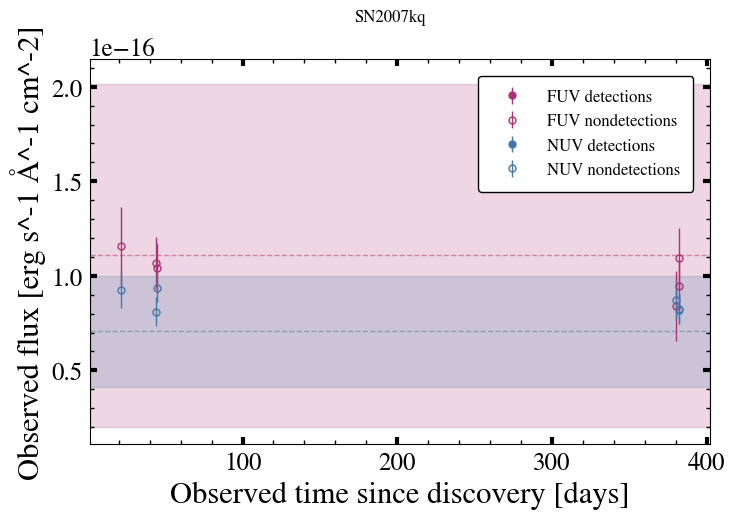 SN2007kq
1e−16
2.0
1.5
1.0
0.5
Observed flux [erg s^-1 Å^-1 cm^-2]
FUV detections
FUV nondetections
NUV detections
NUV nondetections
100
200
300
400
Observed time since discovery [days]